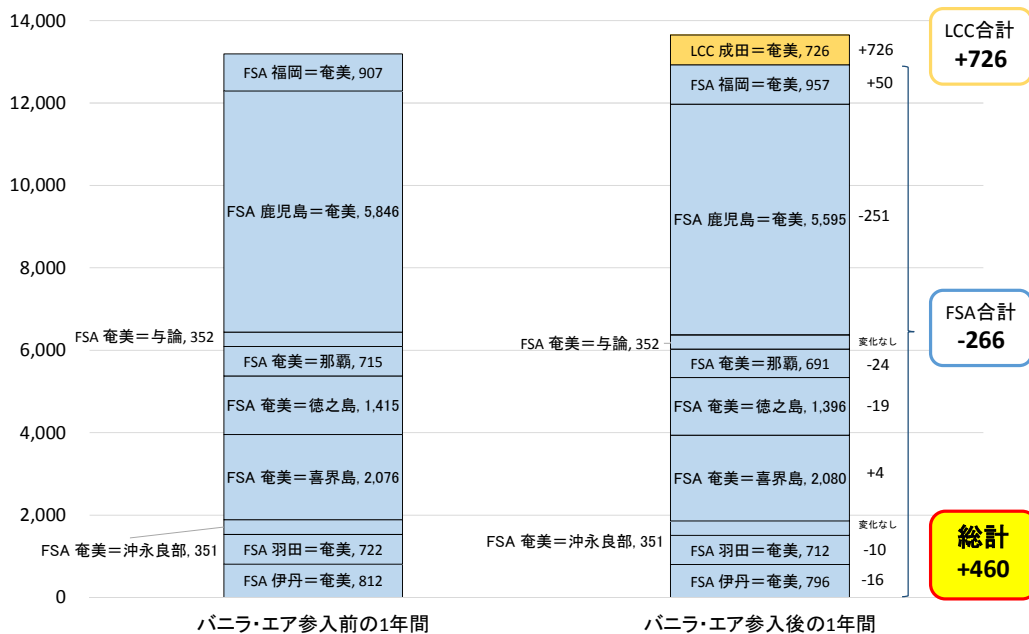 14,000
12,000
10,000
8,000
6,000
4,000
2,000
0
FSA 福岡＝奄美, 907
FSA 鹿児島＝奄美, 5,846
FSA 奄美＝与論, 352
FSA 奄美＝那覇, 715
FSA 奄美＝徳之島, 1,415
FSA 奄美＝喜界島, 2,076
FSA 奄美＝沖永良部, 351
FSA 羽田＝奄美, 722
FSA 伊丹＝奄美, 812
バニラ・エア参入前の1年間
LCC 成田＝奄美, 726
+726
FSA 福岡＝奄美, 957
+50
FSA 鹿児島＝奄美, 5,595
-251
FSA 奄美＝与論, 352
変化なし
FSA 奄美＝那覇, 691
-24
FSA 奄美＝徳之島, 1,396
-19
FSA 奄美＝喜界島, 2,080
+4
FSA 奄美＝沖永良部, 351
変化なし
FSA 羽田＝奄美, 712
-10
FSA 伊丹＝奄美, 796
-16
バニラ・エア参入後の1年間
LCC合計
+726
FSA合計
-266
総計
+460